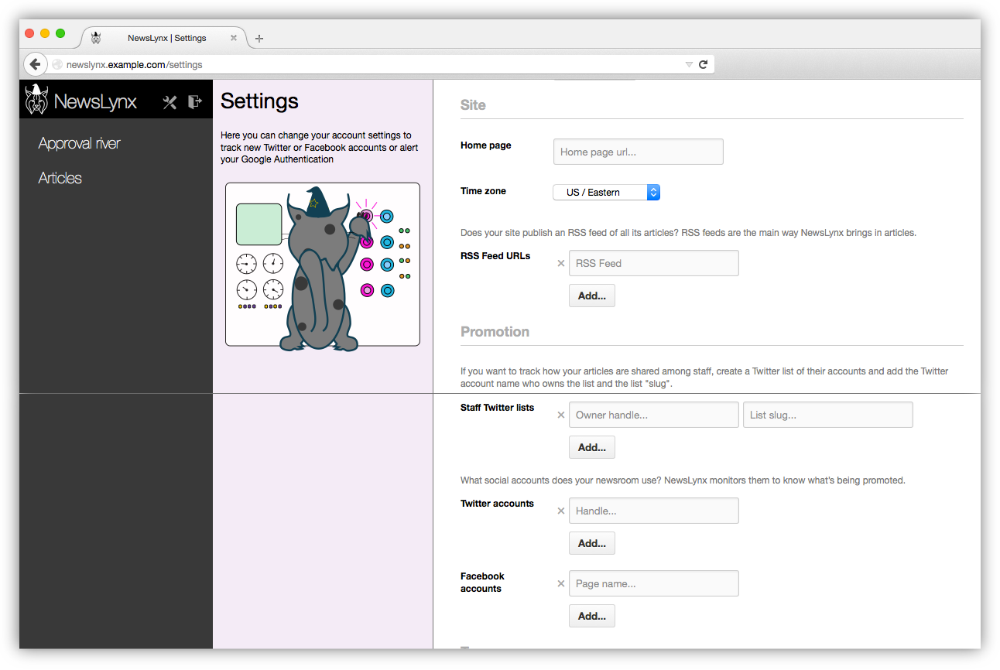 NewsLynx | Settings
newslynx.example.com/settings
NewsLynx
Approval river
Articles
Settings
Here you can change your account settings to
track new Twitter or Facebook accounts or alert
your Google Authentication
Site
Home page
Home page url...
Time zone
US / Eastern
Does your site publish an RSS feed of all its articles? RSS feeds are the main way NewsLynx brings in articles.
RSS Feed URLs
RSS Feed
Add...
Promotion
If you want to track how your articles are shared among staff, create a Twitter list of their accounts and add the Twitter
account name who owns the list and the list "slug".
Staff Twitter lists
Owner handle...
List slug...
Add...
What social accounts does your newsroom use? NewsLynx monitors them to know what's being promoted.
Twitter accounts
Handle...
Add...
Facebook
accounts
Page name...
Add...